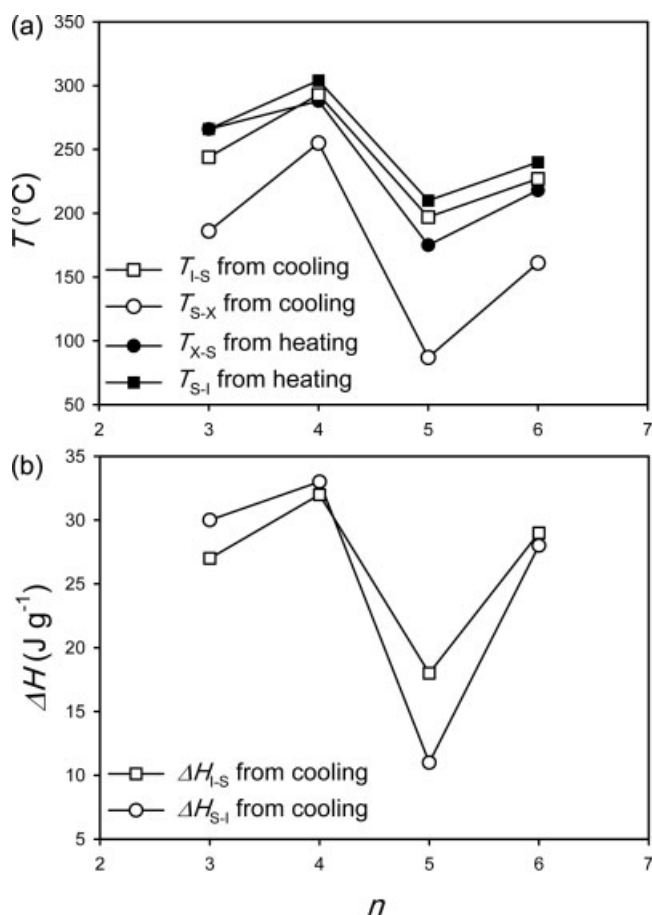 (a)
350
300
250
200
150
100
50
T (°C)
T_I-S from cooling
T_S-X from cooling
T_X-S from heating
T_S-I from heating
2 3 4 5 6 7
(b)
35
30
25
20
15
10
5
ΔH (J g⁻¹)
ΔH_I-S from cooling
ΔH_S-I from cooling
2 3 4 5 6 7
n